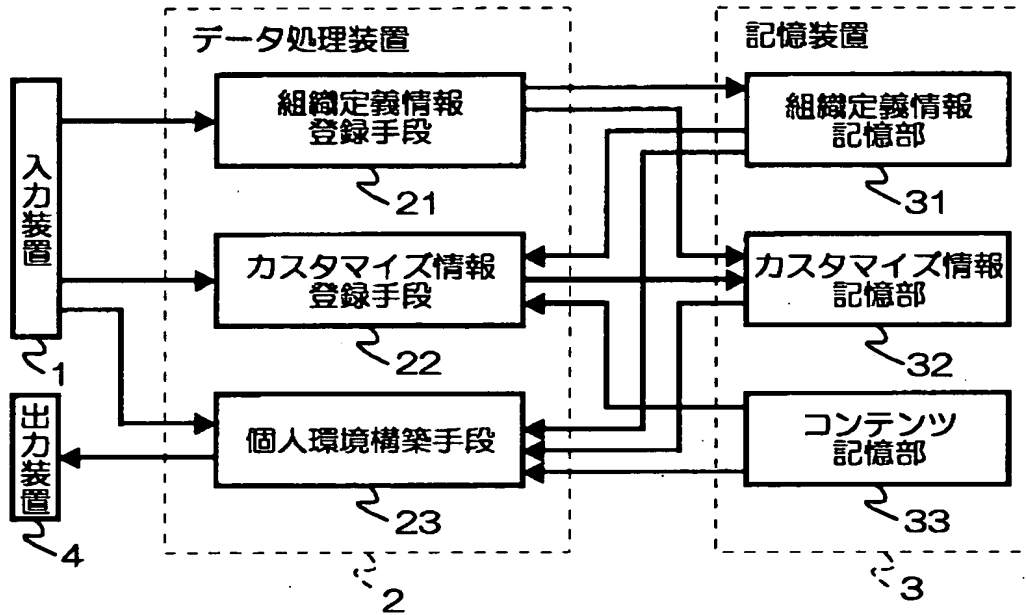 データ処理装置
記憶装置
入力装置
1
組織定義情報
登録手段
21
組織定義情報
記憶部
31
カスタマイズ情報
登録手段
22
カスタマイズ情報
記憶部
32
出力装置
4
個人環境構築手段
23
コンテンツ
記憶部
33
2
3